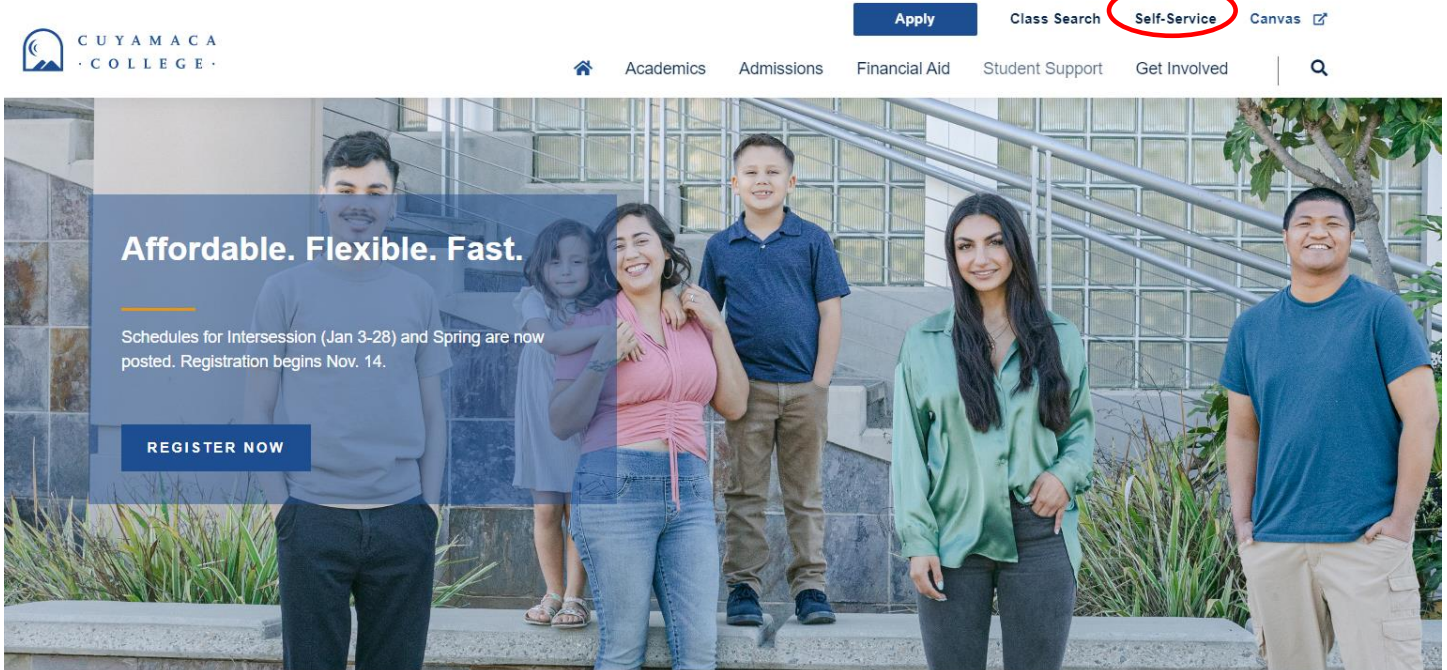 Apply Class Search Self-Service Canvas
CUYAMACA
·COLLEGE·
Academics Admissions Financial Aid Student Support Get Involved
Affordable. Flexible. Fast.
Schedules for Intersession (Jan 3-28) and Spring are now
posted. Registration begins Nov. 14.
REGISTER NOW